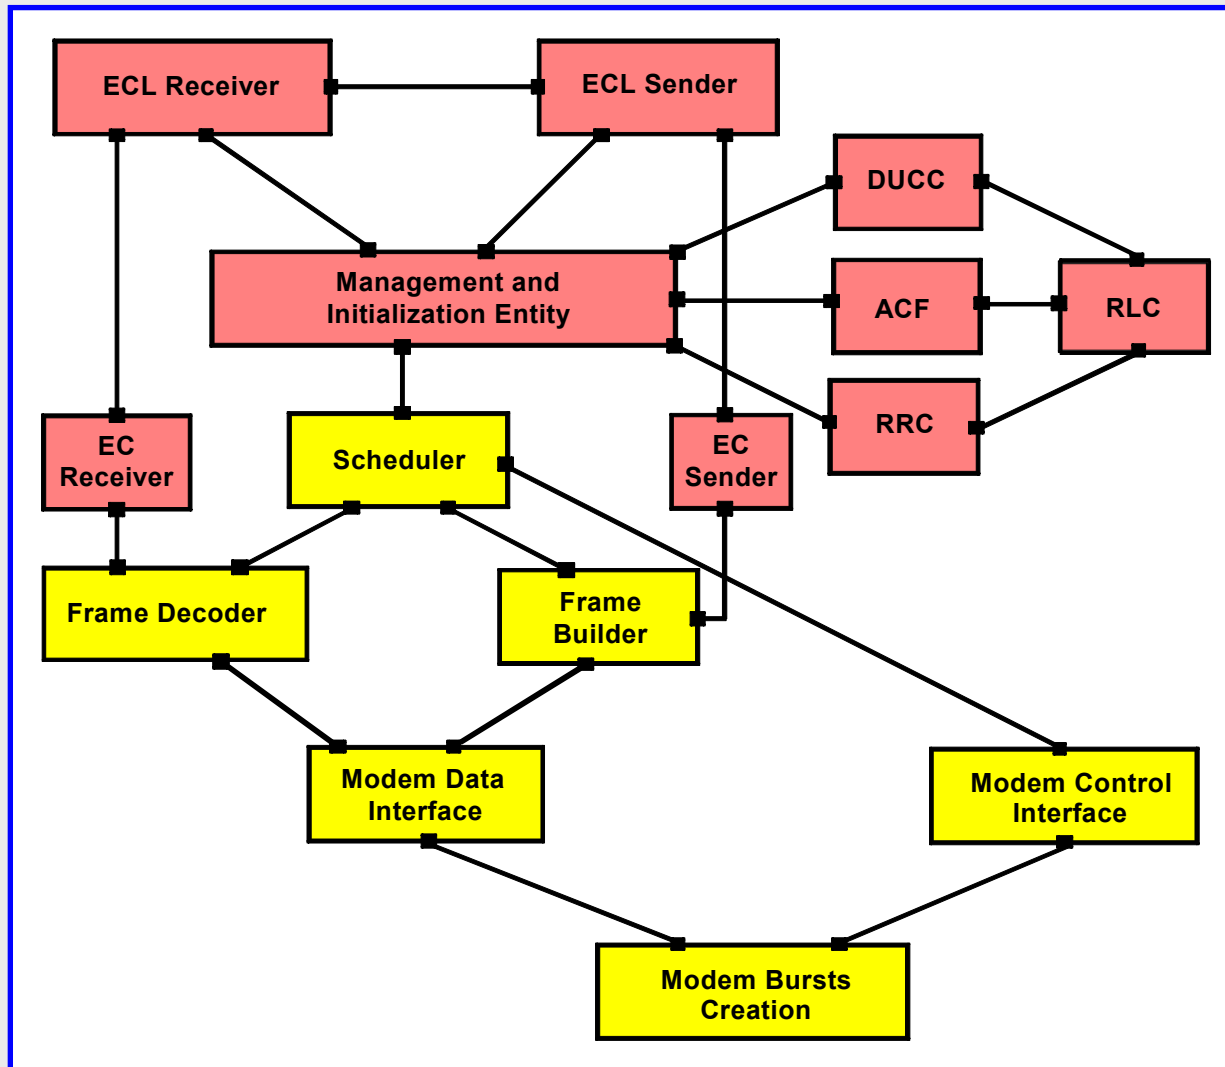 ECL Receiver
ECL Sender
DUCC
Management and
Initialization Entity
ACF
RLC
RRC
EC
Receiver
Scheduler
EC
Sender
Frame Decoder
Frame
Builder
Modem Data
Interface
Modem Control
Interface
Modem Bursts
Creation